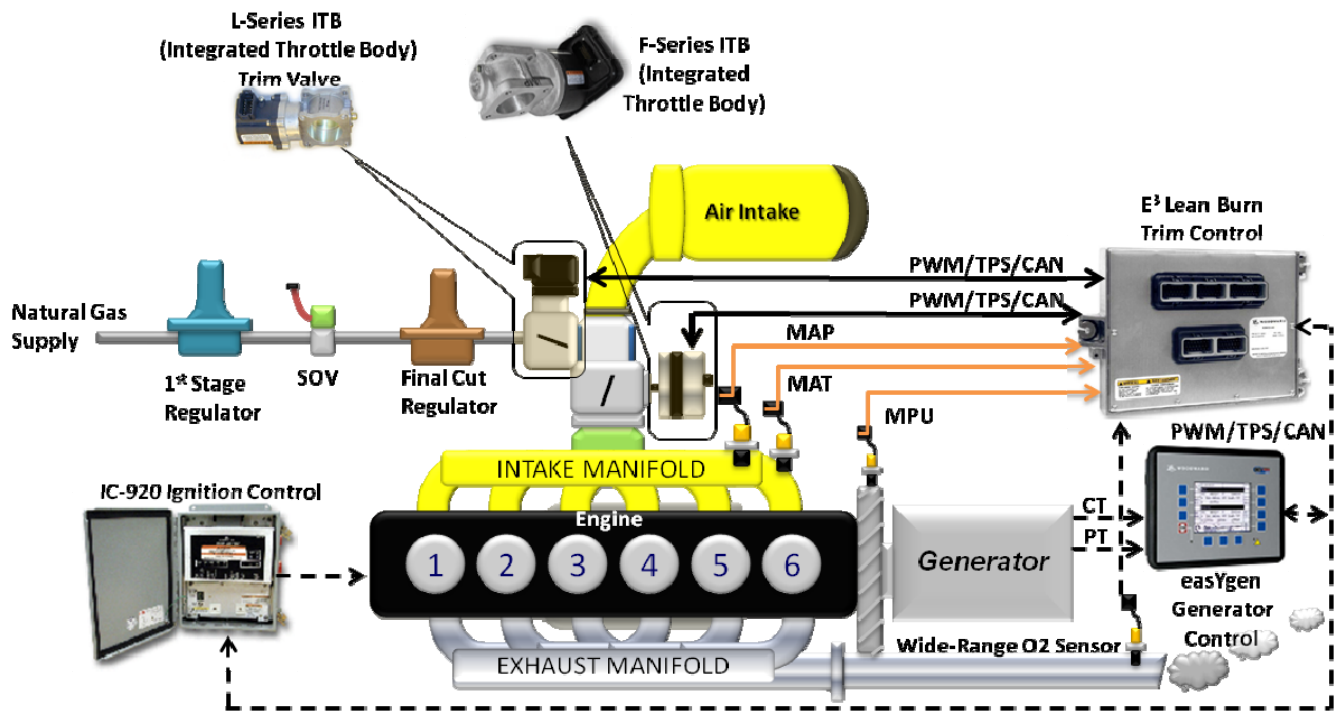 L-Series ITB
(Integrated Throttle Body)
Trim Valve
F-Series ITB
(Integrated
Throttle Body)
Air Intake
E³ Lean Burn
Trim Control
PWM/TPS/CAN
PWM/TPS/CAN
Natural Gas
Supply
1st Stage
Regulator
SOV
Final Cut
Regulator
MAP
MAT
MPU
PWM/TPS/CAN
INTAKE MANIFOLD
IC-920 Ignition Control
Engine
1 2 3 4 5 6
Generator
CT
PT
easYgen
Generator
Control
Wide-Range O2 Sensor
EXHAUST MANIFOLD